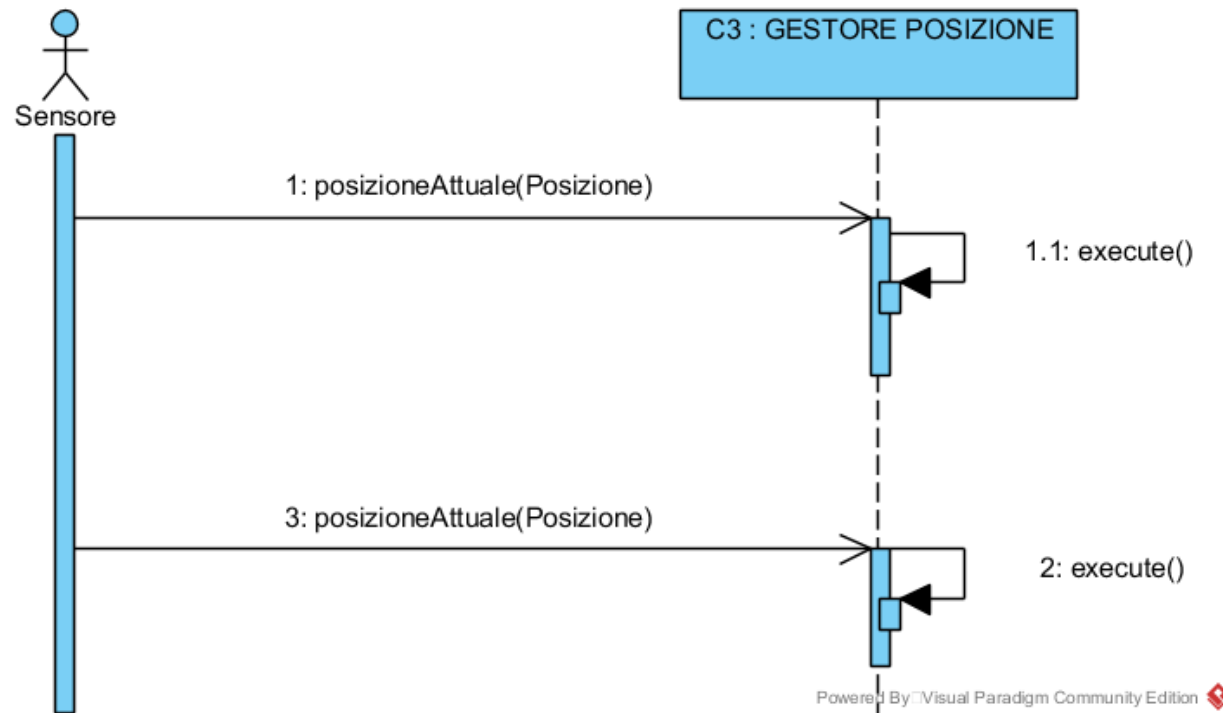 C3 : GESTORE POSIZIONE
Sensore
1: posizioneAttuale(Posizione)
1.1: execute()
3: posizioneAttuale(Posizione)
2: execute()
Powered By Visual Paradigm Community Edition